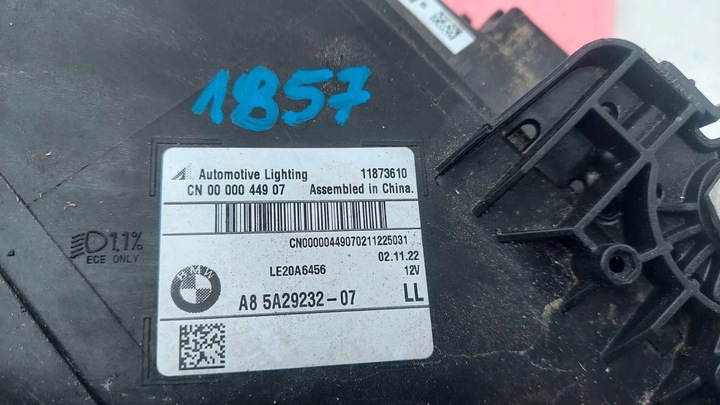 1857
Automotive Lighting 11873610
CN 00 000 449 07 Assembled in China.
CN00000449070211225031
LE20A6456 02.11.22
12V
BMW
A8 5A29232-07 LL
1.1%
ECE ONLY